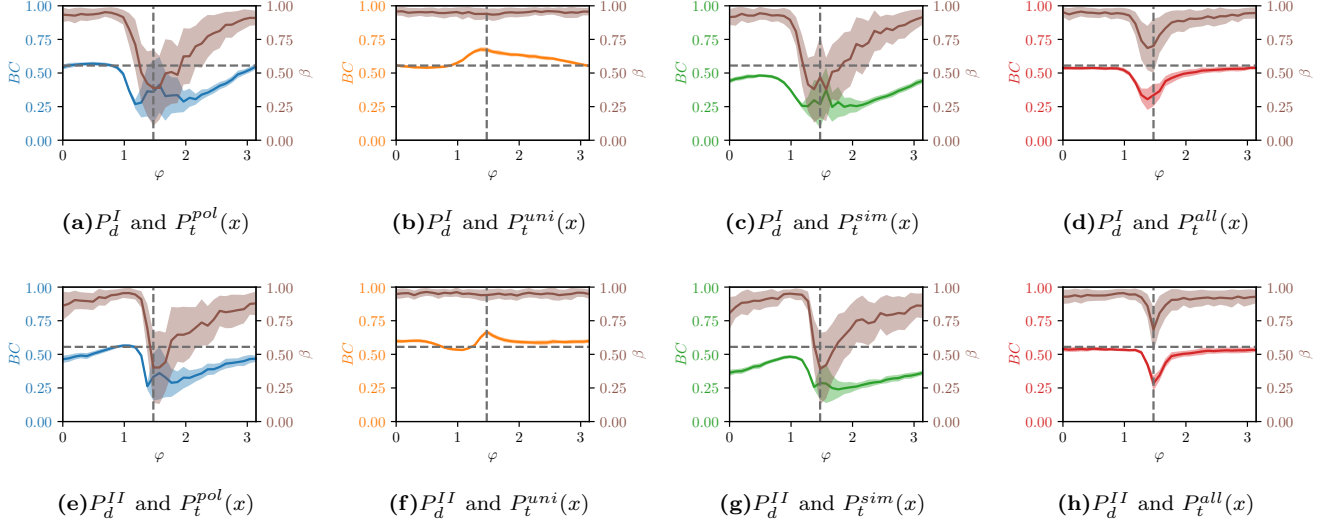 1.00 1.00 1.00 1.00 1.00 1.00 1.00 1.00
0.75 0.75 0.75 0.75 0.75 0.75 0.75 0.75
0.50 0.50 0.50 0.50 0.50 0.50 0.50 0.50
0.25 0.25 0.25 0.25 0.25 0.25 0.25 0.25
0.00 0.00 0.00 0.00 0.00 0.00 0.00 0.00
BC β BC β BC β BC β
0 1 2 3 0 1 2 3 0 1 2 3 0 1 2 3
φ φ φ φ
(a)P_d^I and P_t^{pol}(x) (b)P_d^I and P_t^{uni}(x) (c)P_d^I and P_t^{sim}(x) (d)P_d^I and P_t^{all}(x)
1.00 1.00 1.00 1.00 1.00 1.00 1.00 1.00
0.75 0.75 0.75 0.75 0.75 0.75 0.75 0.75
0.50 0.50 0.50 0.50 0.50 0.50 0.50 0.50
0.25 0.25 0.25 0.25 0.25 0.25 0.25 0.25
0.00 0.00 0.00 0.00 0.00 0.00 0.00 0.00
BC β BC β BC β BC β
0 1 2 3 0 1 2 3 0 1 2 3 0 1 2 3
φ φ φ φ
(e)P_d^{II} and P_t^{pol}(x) (f)P_d^{II} and P_t^{uni}(x) (g)P_d^{II} and P_t^{sim}(x) (h)P_d^{II} and P_t^{all}(x)